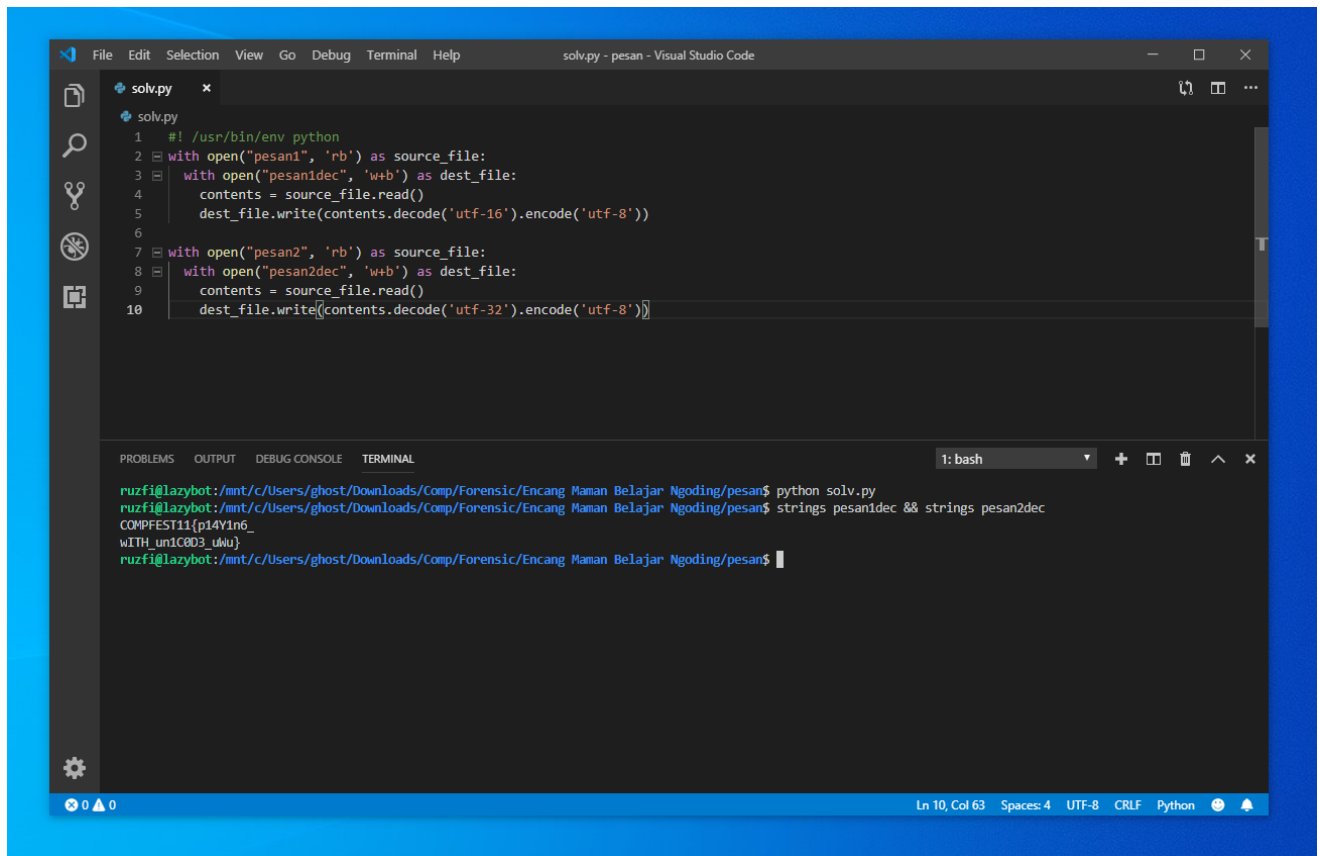 File Edit Selection View Go Debug Terminal Help solv.py - pesan - Visual Studio Code
solv.py
solv.py
1 #! /usr/bin/env python
2 with open("pesan1", 'rb') as source_file:
3 with open("pesan1dec", 'w+b') as dest_file:
4 contents = source_file.read()
5 dest_file.write(contents.decode('utf-16').encode('utf-8'))
6
7 with open("pesan2", 'rb') as source_file:
8 with open("pesan2dec", 'w+b') as dest_file:
9 contents = source_file.read()
10 dest_file.write(contents.decode('utf-32').encode('utf-8'))
PROBLEMS OUTPUT DEBUG CONSOLE TERMINAL 1: bash
ruzfi@lazybot:/mnt/c/Users/ghost/Downloads/Comp/Forensic/Encang Maman Belajar Ngoding/pesan$ python solv.py
ruzfi@lazybot:/mnt/c/Users/ghost/Downloads/Comp/Forensic/Encang Maman Belajar Ngoding/pesan$ strings pesan1dec && strings pesan2dec
COMPFEST11{p14Y1n6_
wITH_un1C0D3_uWu}
ruzfi@lazybot:/mnt/c/Users/ghost/Downloads/Comp/Forensic/Encang Maman Belajar Ngoding/pesan$
0 0 Ln 10, Col 63 Spaces: 4 UTF-8 CRLF Python